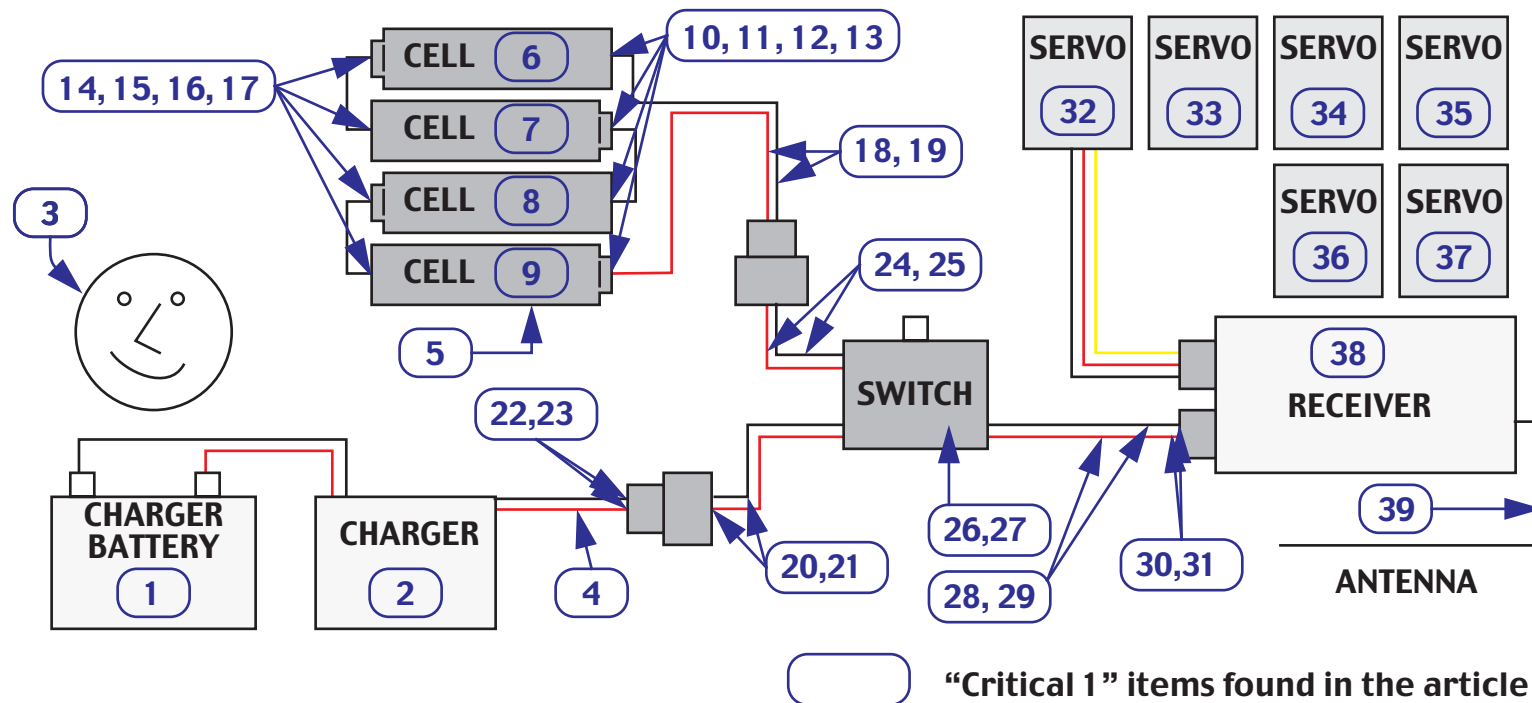 14, 15, 16, 17
CELL 6
10, 11, 12, 13
CELL 7
CELL 8
CELL 9
5
3
18, 19
24, 25
SERVO
32
SERVO
33
SERVO
34
SERVO
35
SERVO
36
SERVO
37
38
RECEIVER
39
ANTENNA
SWITCH
22,23
CHARGER
BATTERY
1
CHARGER
2
4
20,21
26,27
28, 29
30,31
“Critical 1” items found in the article